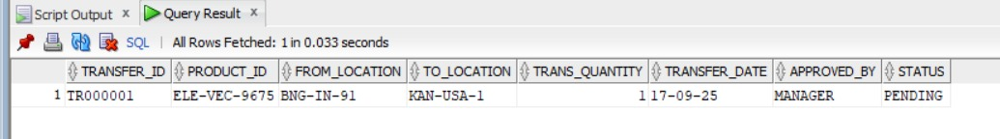 Script Output x Query Result x
SQL | All Rows Fetched: 1 in 0.033 seconds
TRANSFER_ID PRODUCT_ID FROM_LOCATION TO_LOCATION TRANS_QUANTITY TRANSFER_DATE APPROVED_BY STATUS
1 TR000001 ELE-VEC-9675 BNG-IN-91 KAN-USA-1 1 17-09-25 MANAGER PENDING